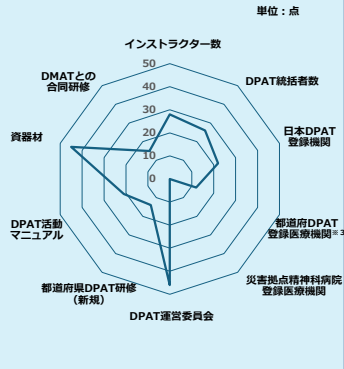 単位:点
インストラクター数
DPAT統括者数
日本DPAT
登録機関
都道府DPAT
登録医療機関※3
災害拠点精神科病院
登録医療機関
DPAT運営委員会
都道府県DPAT研修
(新規)
DPAT活動
マニュアル
資器材
DMATとの
合同研修
50
40
30
20
10
0